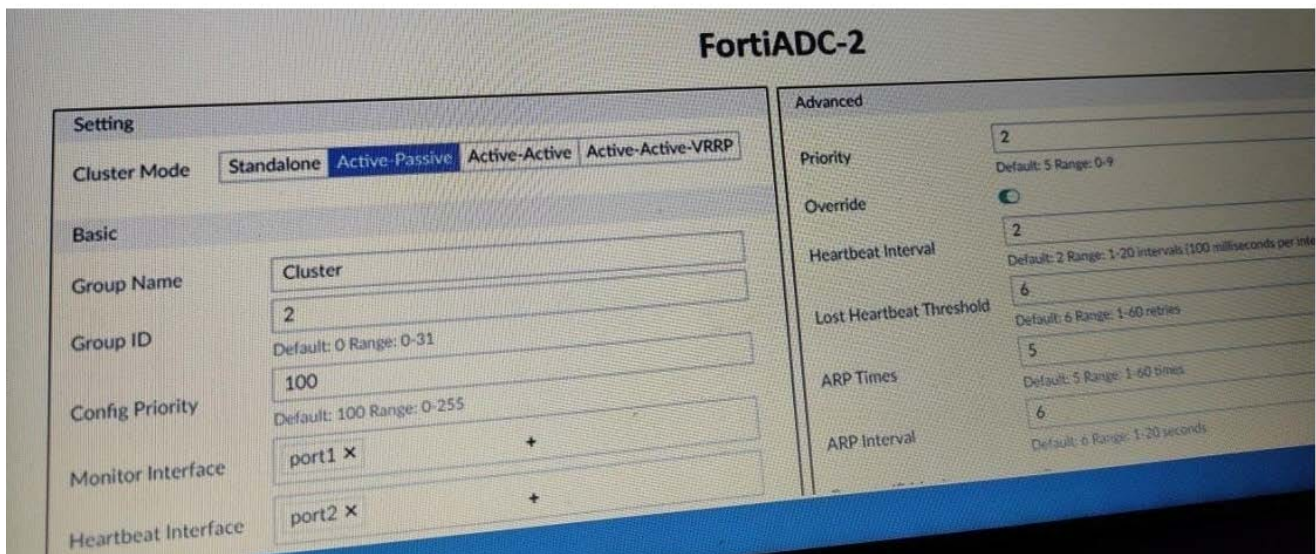 FortiADC-2
Setting
Cluster Mode Standalone Active-Passive Active-Active Active-Active-VRRP
Basic
Group Name Cluster
Group ID 2
Default: 0 Range: 0-31
Config Priority 100
Default: 100 Range: 0-255
Monitor Interface port1 × +
Heartbeat Interface port2 × +
Advanced
Priority 2
Default: 5 Range: 0-9
Override
Heartbeat Interval 2
Default: 2 Range: 1-20 intervals (100 milliseconds per inte
Lost Heartbeat Threshold 6
Default: 6 Range: 1-60 retries
ARP Times 5
Default: 5 Range: 1-60 times
ARP Interval 6
Default: 6 Range: 1-20 seconds